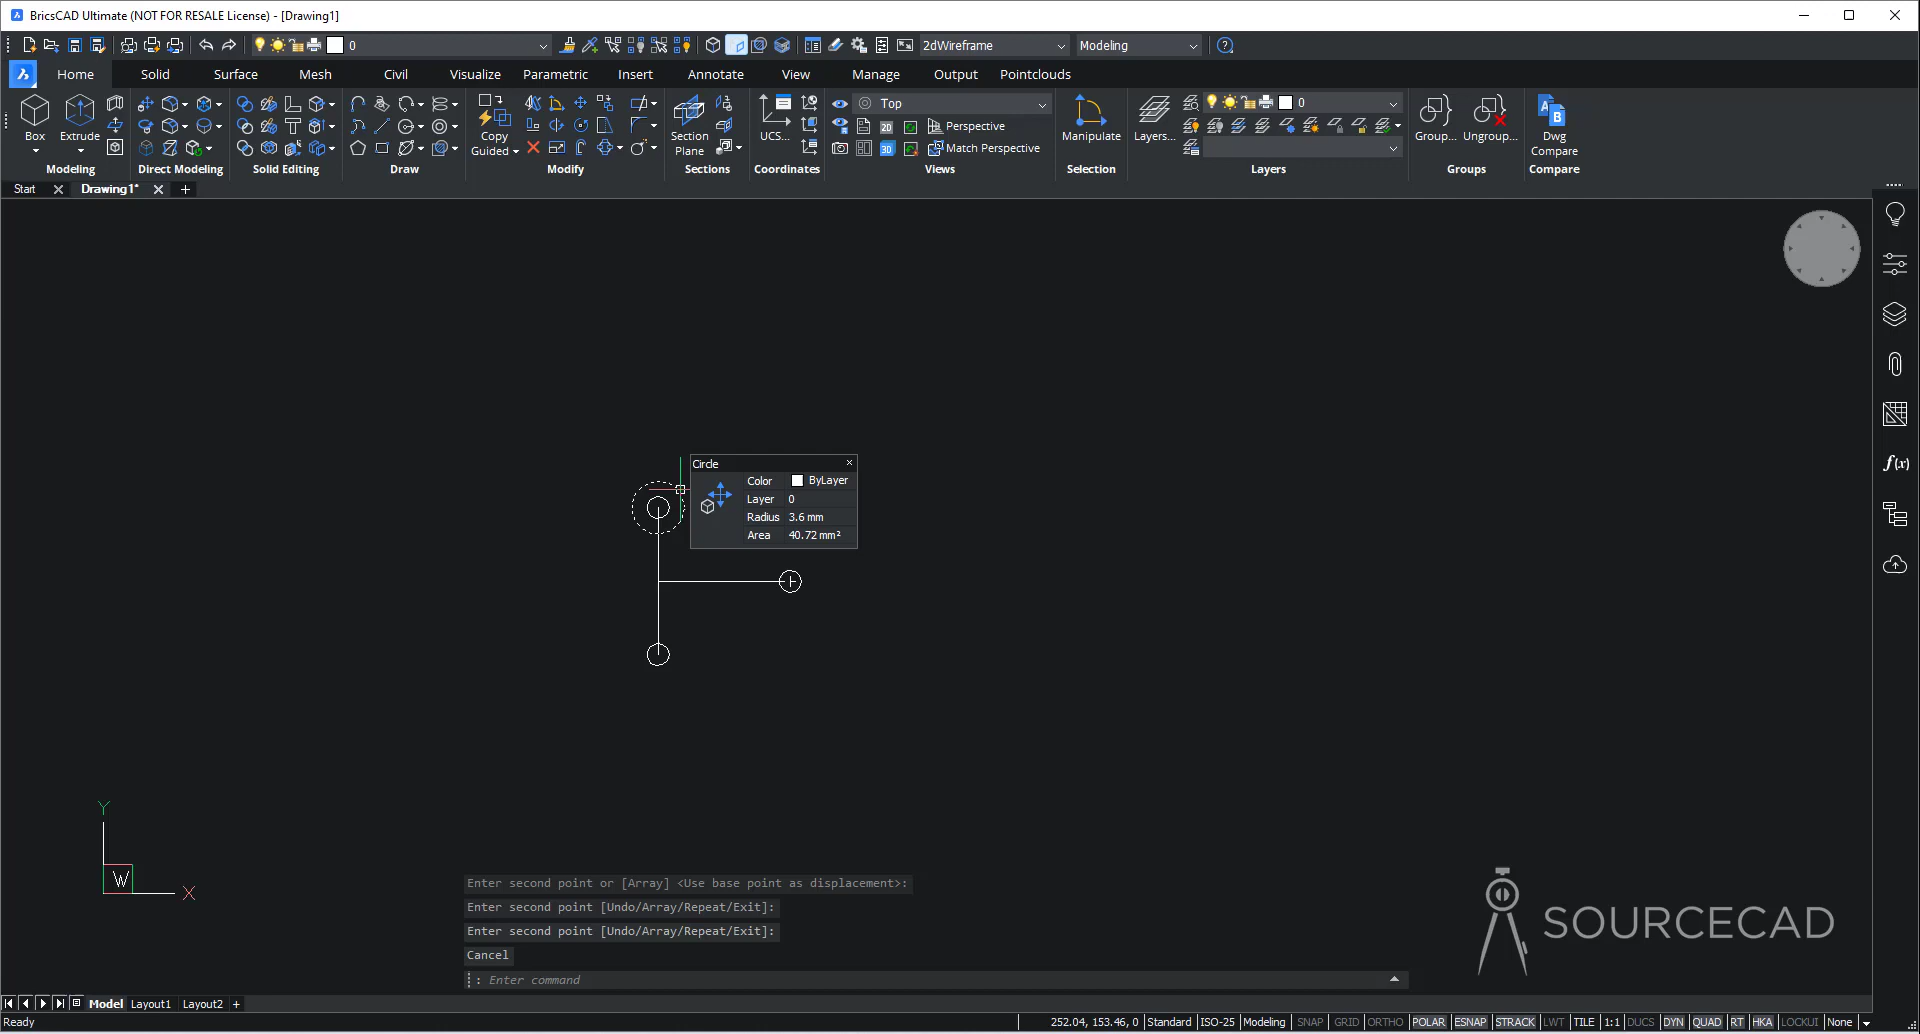 BricsCAD Ultimate (NOT FOR RESALE License) - [Drawing1]
0 2dWireframe Modeling
Home Solid Surface Mesh Civil Visualize Parametric Insert Annotate View Manage Output Pointclouds
Top 0
Box Extrude Copy Guided Section Plane UCS... 2D Perspective Manipulate Layers... Group... Ungroup... Dwg Compare
3D Match Perspective
A B
Modeling Direct Modeling Solid Editing Draw Modify Sections Coordinates Views Selection Layers Groups Compare
Start Drawing1* +
Circle
Color ByLayer
Layer 0
Radius 3.6 mm
Area 40.72 mm²
f(x)
Y
W
X
Enter second point or [Array] <Use base point as displacement>:
Enter second point [Undo/Array/Repeat/Exit]:
Enter second point [Undo/Array/Repeat/Exit]:
Cancel
: Enter command
SOURCECAD
Model Layout1 Layout2 +
Ready 252.04, 153.46, 0 Standard ISO-25 Modeling SNAP GRID ORTHO POLAR ESNAP STRACK LWT TILE 1:1 DUCS DYN QUAD RT HKA LOCKUI None